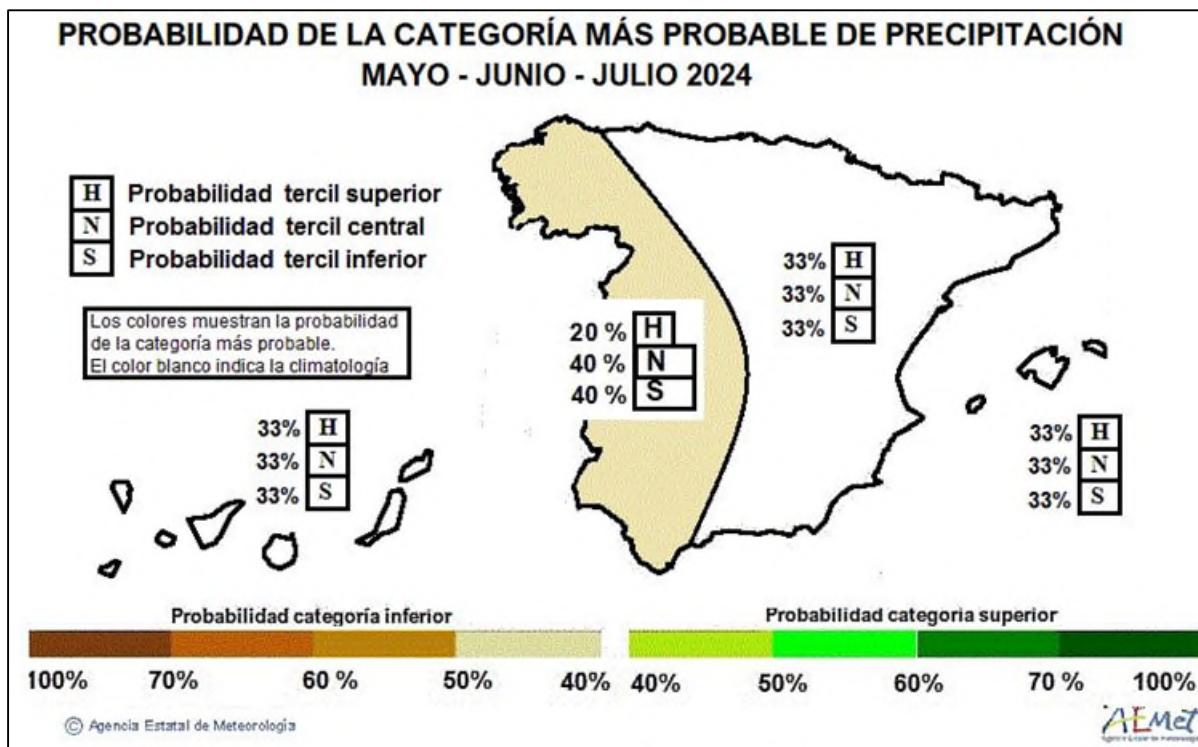 PROBABILIDAD DE LA CATEGORÍA MÁS PROBABLE DE PRECIPITACIÓN
MAYO - JUNIO - JULIO 2024
H Probabilidad tercil superior
N Probabilidad tercil central
S Probabilidad tercil inferior
Los colores muestran la probabilidad
de la categoría más probable.
El color blanco indica la climatología
33% H
33% N
33% S
20 % H
40 % N
40 % S
33% H
33% N
33% S
33% H
33% N
33% S
Probabilidad categoría inferior
100% 70% 60 % 50% 40%
Probabilidad categoria superior
40% 50% 60% 70 % 100%
© Agencia Estatal de Meteorología
AEMet